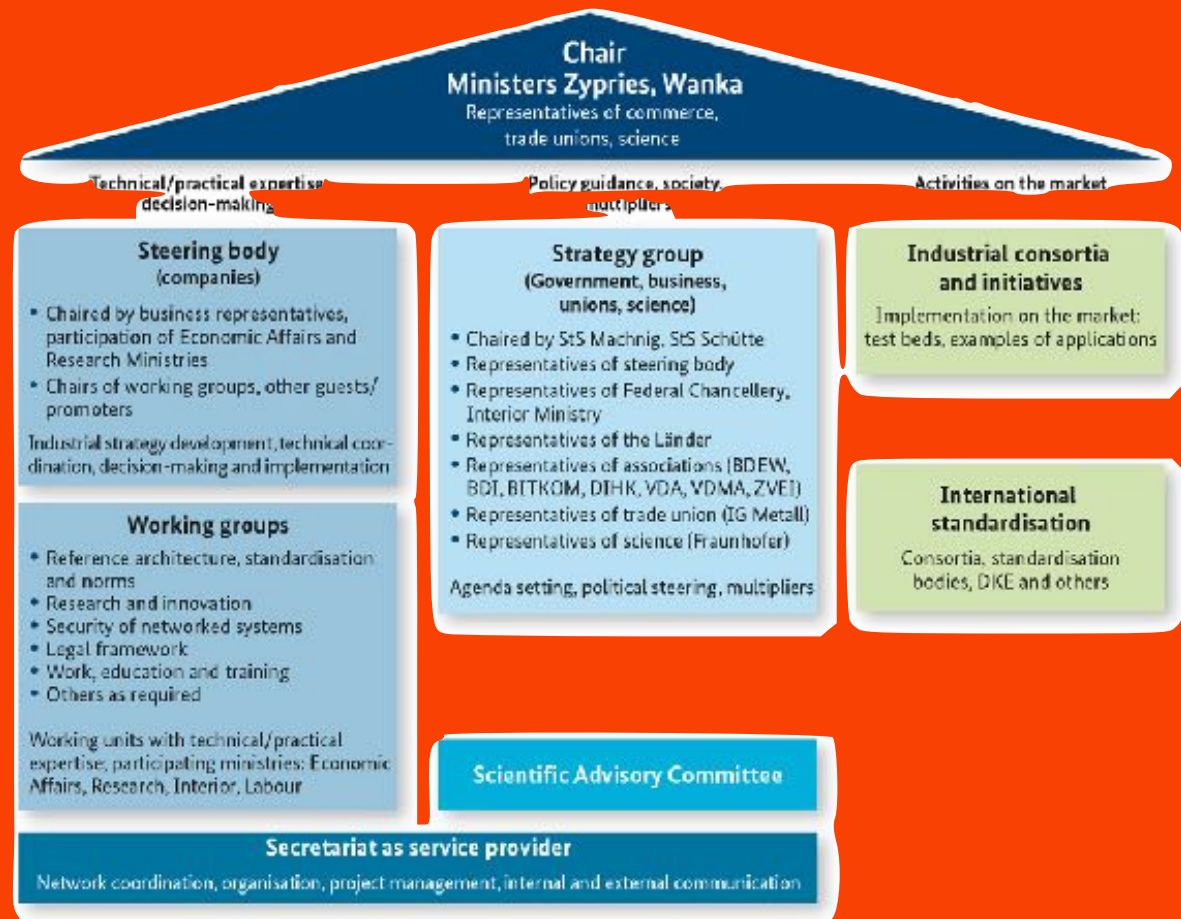 Chair
Ministers Zypries, Wanka
Representatives of commerce,
trade unions, science
Technical/practical expertise
decision-making
Policy guidance, society,
multipliers
Activities on the market
Steering body
(companies)
• Chaired by business representatives,
participation of Economic Affairs and
Research Ministries
• Chairs of working groups, other guests/
promoters
Industrial strategy development, technical coor-
dination, decision-making and implementation
Working groups
• Reference architecture, standardisation
and norms
• Research and innovation
• Security of networked systems
• Legal framework
• Work, education and training
• Others as required
Working units with technical/practical
expertise; participating ministries: Economic
Affairs, Research, Interior, Labour
Strategy group
(Government, business,
unions, science)
• Chaired by StS Machnig, StS Schütte
• Representatives of steering body
• Representatives of Federal Chancellery,
Interior Ministry
• Representatives of the Länder
• Representatives of associations (BDEW,
BDI, BITKOM, DIHK, VDA, VDMA, ZVEI)
• Representatives of trade union (IG Metall)
• Representatives of science (Fraunhofer)
Agenda setting, political steering, multipliers
Scientific Advisory Committee
Industrial consortia
and initiatives
Implementation on the market:
test beds, examples of applications
International
standardisation
Consortia, standardisation
bodies, DKE and others
Secretariat as service provider
Network coordination, organisation, project management, internal and external communication